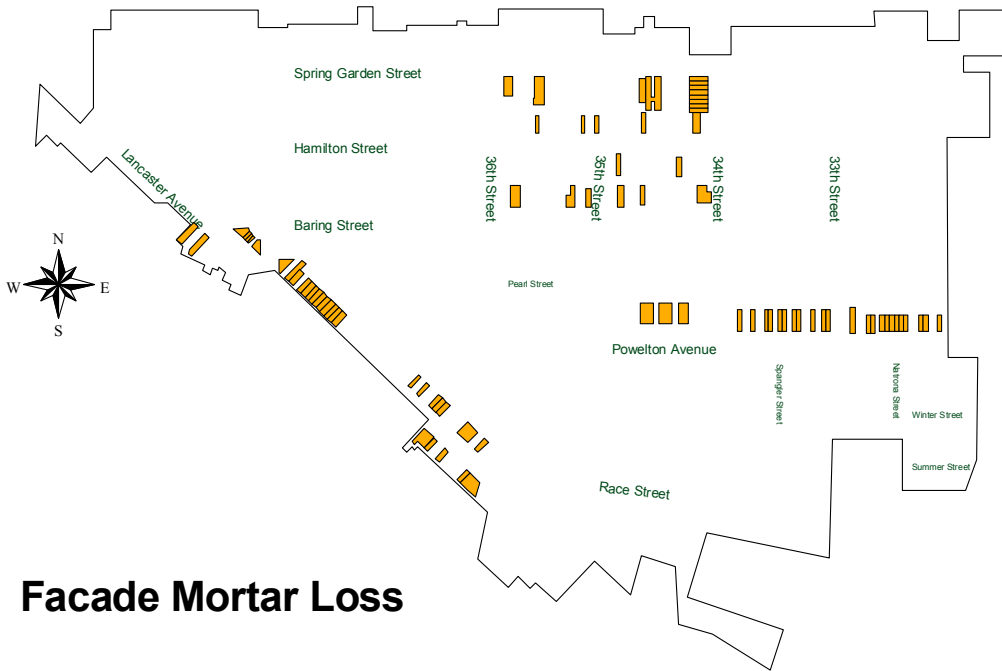 Spring Garden Street
Hamilton Street
Lancaster Avenue
36th Street
35th Street
34th Street
33th Street
Baring Street
N
W
E
S
Pearl Street
Powelton Avenue
Spangler Street
Natrona Street
Winter Street
Summer Street
Race Street
Facade Mortar Loss